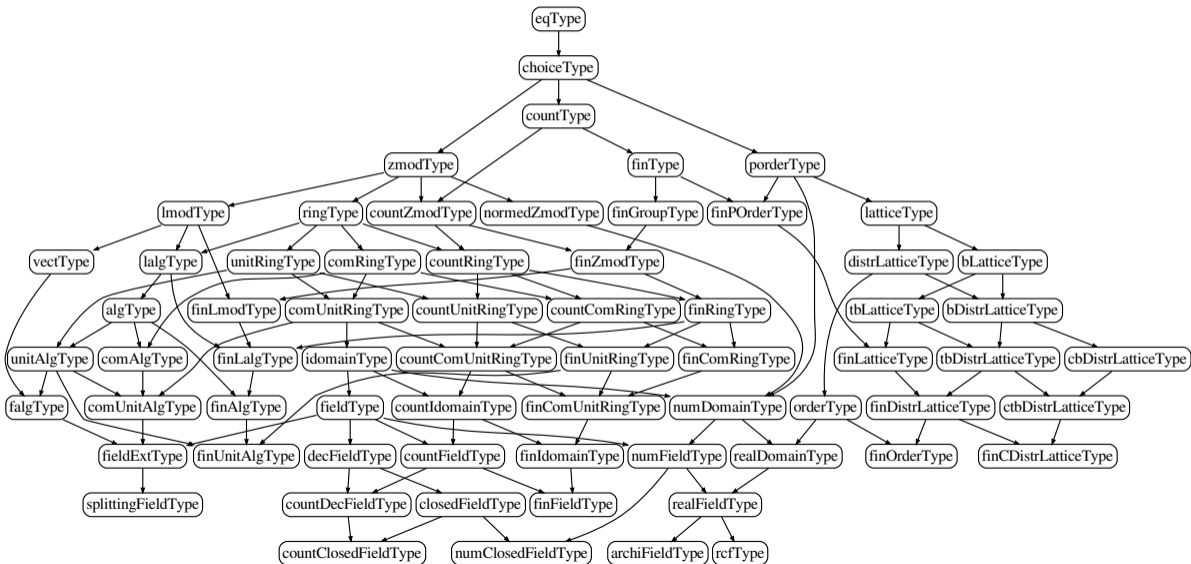 eqType
choiceType
countType
zmodType finType porderType
lmodType ringType countZmodType normedZmodType finGroupType finPOrderType latticeType
vectType lalgType unitRingType comRingType countRingType finZmodType distrLatticeType bLatticeType
algType finLmodType comUnitRingType countUnitRingType countComRingType finRingType tbLatticeType bDistrLatticeType
unitAlgType comAlgType finLalgType idomainType countComUnitRingType finUnitRingType finComRingType finLatticeType tbDistrLatticeType cbDistrLatticeType
falgType comUnitAlgType finAlgType fieldType countIdomainType finComUnitRingType numDomainType orderType finDistrLatticeType ctbDistrLatticeType
fieldExtType finUnitAlgType decFieldType countFieldType finIdomainType numFieldType realDomainType finOrderType finCDistrLatticeType
splittingFieldType countDecFieldType closedFieldType finFieldType realFieldType
countClosedFieldType numClosedFieldType archiFieldType rcfType